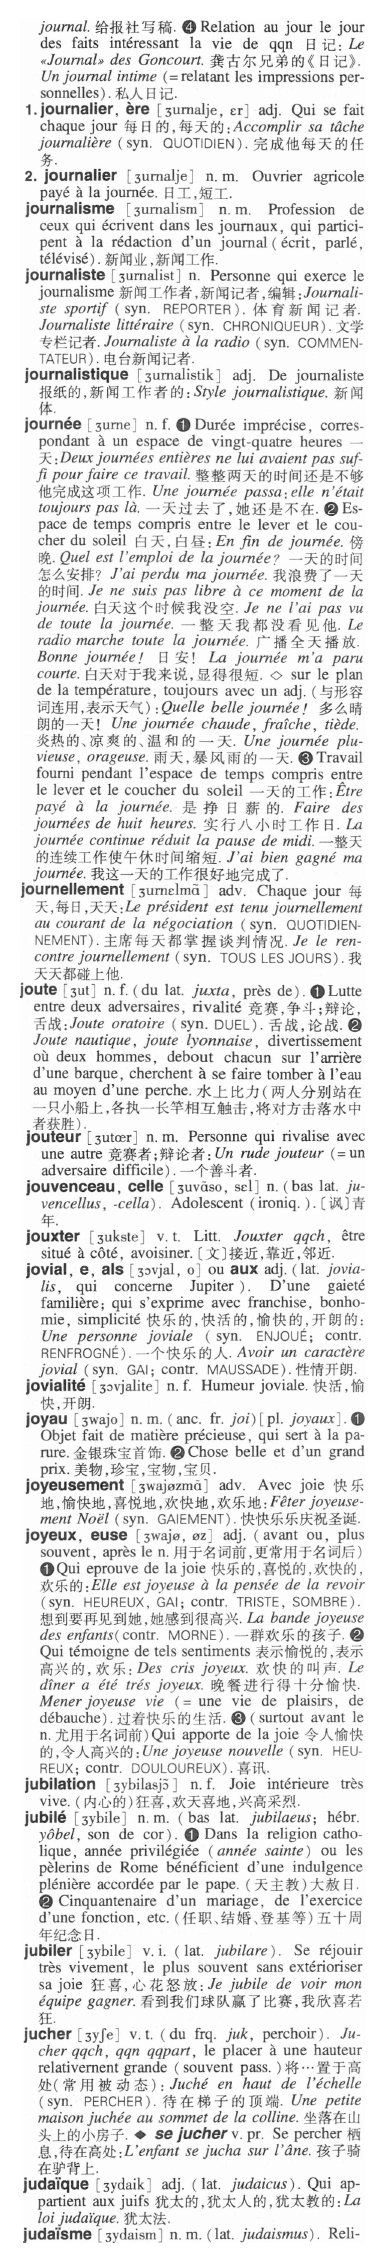 journal. 给报社写稿. ❹ Relation au jour le jour
des faits intéressant la vie de qqn 日记: Le
«Journal» des Goncourt. 龚古尔兄弟的《日记》.
Un journal intime (= relatant les impressions per-
sonnelles). 私人日记.
1. journalier, ère [ʒurnalje, ɛr] adj. Qui se fait
chaque jour 每日的,每天的: Accomplir sa tâche
journalière (syn. QUOTIDIEN). 完成他每天的任
务.
2. journalier [ʒurnalje] n. m. Ouvrier agricole
payé à la journée. 日工,短工.
journalisme [ʒurnalism] n. m. Profession de
ceux qui écrivent dans les journaux, qui partici-
pent à la rédaction d'un journal (écrit, parlé,
télévisé). 新闻业,新闻工作.
journaliste [ʒurnalist] n. Personne qui exerce le
journalisme 新闻工作者,新闻记者,编辑: Journali-
ste sportif (syn. REPORTER). 体育新闻记者.
Journaliste littéraire (syn. CHRONIQUEUR). 文学
专栏记者. Journaliste à la radio (syn. COMMEN-
TATEUR). 电台新闻记者.
journalistique [ʒurnalistik] adj. De journaliste
报纸的,新闻工作者的: Style journalistique. 新闻
体.
journée [ʒurne] n. f. ❶ Durée imprécise, corres-
pondant à un espace de vingt-quatre heures 一
天: Deux journées entières ne lui avaient pas suf-
fi pour faire ce travail. 整整两天的时间还是不够
他完成这项工作. Une journée passa: elle n'était
toujours pas là. 一天过去了,她还是不在. ❷ Es-
pace de temps compris entre le lever et le cou-
cher du soleil 白天,白昼: En fin de journée. 傍
晚. Quel est l'emploi de la journée? 一天的时间
怎么安排? J'ai perdu ma journée. 我浪费了一天
的时间. Je ne suis pas libre à ce moment de la
journée. 白天这个时候我没空. Je ne l'ai pas vu
de toute la journée. 一整天我都没看见他. Le
radio marche toute la journée. 广播全天播放.
Bonne journée! 日安! La journée m'a paru
courte. 白天对于我来说,显得很短. ◇ sur le plan
de la température, toujours avec un adj. (与形容
词连用,表示天气): Quelle belle journée! 多么晴
朗的一天! Une journée chaude, fraîche, tiède.
炎热的、凉爽的、温和的一天. Une journée plu-
vieuse, orageuse. 雨天,暴风雨的一天. ❸ Travail
fourni pendant l'espace de temps compris entre
le lever et le coucher du soleil 一天的工作: Être
payé à la journée. 是挣日薪的. Faire des
journées de huit heures. 实行八小时工作日. La
journée continue réduit la pause de midi. 一整天
的连续工作使午休时间缩短. J'ai bien gagné ma
journée. 我这一天的工作很好地完成了.
journellement [ʒurnɛlmã] adv. Chaque jour 每
天,每日,天天: Le président est tenu journellement
au courant de la négociation (syn. QUOTIDIEN-
NEMENT). 主席每天都掌握谈判情况. Je le ren-
contre journellement (syn. TOUS LES JOURS). 我
天天都碰上他.
joute [ʒut] n. f. (du lat. juxta, près de). ❶ Lutte
entre deux adversaires, rivalité 竞赛,争斗;辩论,
舌战: Joute oratoire (syn. DUEL). 舌战,论战. ❷
Joute nautique, joute lyonnaise, divertissement
où deux hommes, debout chacun sur l'arrière
d'une barque, cherchent à se faire tomber à l'eau
au moyen d'une perche. 水上比力(两人分别站在
一只小船上,各执一长竿相互触击,将对方击落水中
者获胜).
jouteur [ʒutœr] n. m. Personne qui rivalise avec
une autre 竞赛者;辩论者: Un rude jouteur (= un
adversaire difficile). 一个善斗者.
jouvenceau, celle [ʒuvãso, sɛl] n. (bas lat. ju-
vencellus, -cella). Adolescent (ironiq.). [讽]青
年.
jouxter [ʒukste] v. t. Litt. Jouxter qqch, être
situé à côté, avoisiner. [文]接近,靠近,邻近.
jovial, e, als [ʒɔvjal, o] ou aux adj. (lat. jovia-
lis, qui concerne Jupiter). D'une gaieté
familière; qui s'exprime avec franchise, bonho-
mie, simplicité 快乐的,快活的,愉快的,开朗的:
Une personne joviale (syn. ENJOUÉ; contr.
RENFROGNÉ). 一个快乐的人. Avoir un caractère
jovial (syn. GAI; contr. MAUSSADE). 性情开朗.
jovialité [ʒɔvjalite] n. f. Humeur joviale. 快活,愉
快,开朗.
joyau [ʒwajo] n. m. (anc. fr. joi) [pl. joyaux]. ❶
Objet fait de matière précieuse, qui sert à la pa-
rure. 金银珠宝首饰. ❷ Chose belle et d'un grand
prix. 美物,珍宝,宝物,宝贝.
joyeusement [ʒwajøzmã] adv. Avec joie 快乐
地,愉快地,喜悦地,欢快地,欢乐地: Fêter joyeuse-
ment Noël (syn. GAIEMENT). 快快乐乐庆祝圣诞.
joyeux, euse [ʒwajø, øz] adj. (avant ou, plus
souvent, après le n. 用于名词前,更常用于名词后)
❶ Qui eprouve de la joie 快乐的,喜悦的,欢快的,
欢乐的: Elle est joyeuse à la pensée de la revoir
(syn. HEUREUX, GAI; contr. TRISTE, SOMBRE).
想到要再见到她,她感到很高兴. La bande joyeuse
des enfants (contr. MORNE). 一群欢乐的孩子. ❷
Qui témoigne de tels sentiments 表示愉悦的,表示
高兴的,欢乐: Des cris joyeux. 欢快的叫声. Le
dîner a été trés joyeux. 晚餐进行得十分愉快.
Mener joyeuse vie (= une vie de plaisirs, de
débauche). 过着快乐的生活. ❸ (surtout avant le
n. 尤用于名词前) Qui apporte de la joie 令人愉快
的,令人高兴的: Une joyeuse nouvelle (syn. HEU-
REUX; contr. DOULOUREUX). 喜讯.
jubilation [ʒybilasjɔ̃] n. f. Joie intérieure très
vive. (内心的)狂喜,欢天喜地,兴高采烈.
jubilé [ʒybile] n. m. (bas lat. jubilaeus; hébr.
yôbel, son de cor). ❶ Dans la religion catho-
lique, année privilégiée (année sainte) ou les
pèlerins de Rome bénéficient d'une indulgence
plénière accordée par le pape. (天主教)大赦日.
❷ Cinquantenaire d'un mariage, de l'exercice
d'une fonction, etc. (任职、结婚、登基等)五十周
年纪念日.
jubiler [ʒybile] v. i. (lat. jubilare). Se réjouir
très vivement, le plus souvent sans extérioriser
sa joie 狂喜,心花怒放: Je jubile de voir mon
équipe gagner. 看到我们球队赢了比赛,我欣喜若
狂.
jucher [ʒyʃe] v. t. (du frq. juk, perchoir). Ju-
cher qqch, qqn qqpart, le placer à une hauteur
relativernent grande (souvent pass.) 将…置于高
处(常用被动态): Juché en haut de l'échelle
(syn. PERCHER). 待在梯子的顶端. Une petite
maison juchée au sommet de la colline. 坐落在山
头上的小房子. ◆ se jucher v. pr. Se percher 栖
息,待在高处: L'enfant se jucha sur l'âne. 孩子骑
在驴背上.
judaïque [ʒydaik] adj. (lat. judaicus). Qui ap-
partient aux juifs 犹太的,犹太人的,犹太教的: La
loi judaïque. 犹太法.
judaïsme [ʒydaism] n. m. (lat. judaismus). Reli-